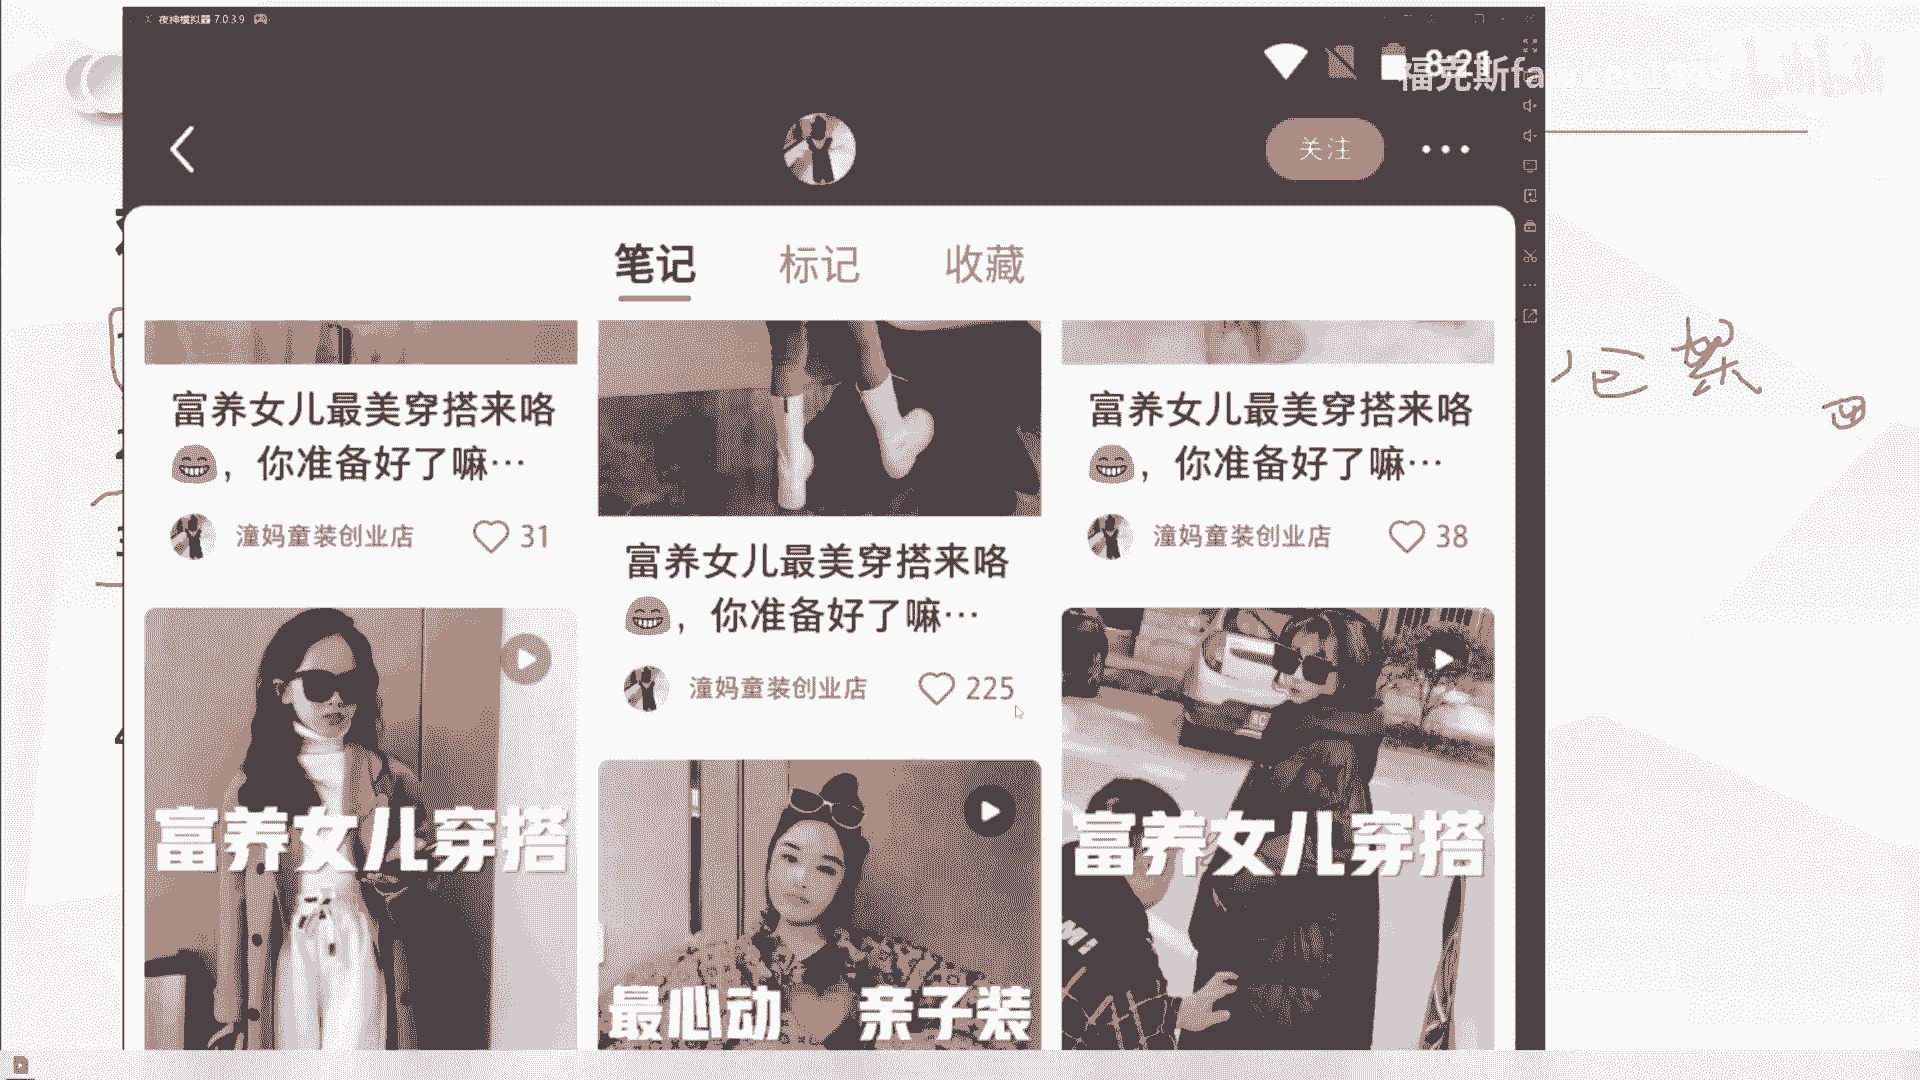 夜神模拟器 7.0.3.9
8:21
福克斯fa
关注
笔记
标记
收藏
富养女儿最美穿搭来咯
😁，你准备好了嘛…
潼妈童装创业店
31
富养女儿穿搭
富养女儿最美穿搭来咯
😁，你准备好了嘛…
潼妈童装创业店
225
最心动 亲子装
富养女儿最美穿搭来咯
😁，你准备好了嘛…
潼妈童装创业店
38
富养女儿穿搭